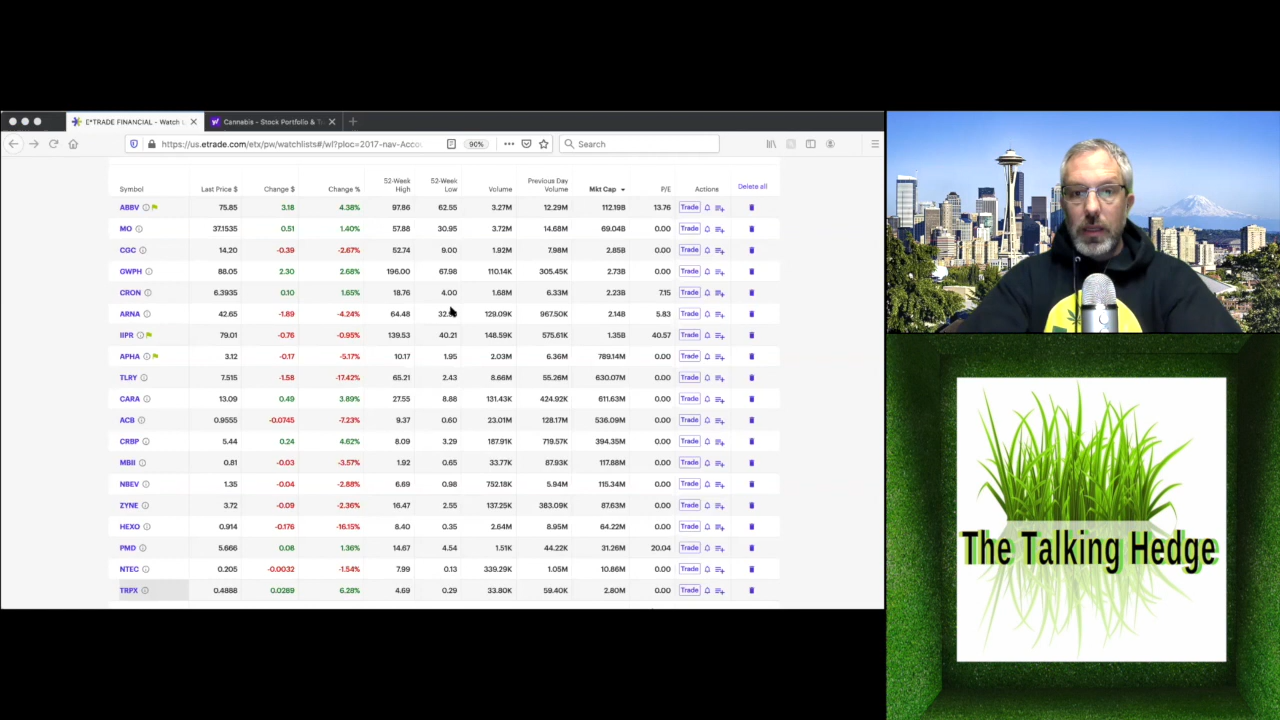 E*TRADE FINANCIAL - Watch L
Cannabis - Stock Portfolio & T
https://us.etrade.com/etx/pw/watchlists#/wl?ploc=2017-nav-Acco
90%
Search
Symbol Last Price $ Change $ Change % 52-Week High 52-Week Low Volume Previous Day Volume Mkt Cap P/E Actions Delete all
ABBV 75.85 3.18 4.38% 97.86 62.55 3.27M 12.29M 112.19B 13.76 Trade
MO 37.1535 0.51 1.40% 57.88 30.95 3.72M 14.68M 69.04B 0.00 Trade
CGC 14.20 -0.39 -2.67% 52.74 9.00 1.92M 7.98M 2.85B 0.00 Trade
GWPH 88.05 2.30 2.68% 196.00 67.98 110.14K 305.45K 2.73B 0.00 Trade
CRON 6.3935 0.10 1.65% 18.76 4.00 1.68M 6.33M 2.23B 7.15 Trade
ARNA 42.65 -1.89 -4.24% 64.48 129.09K 967.50K 2.14B 5.83 Trade
IIPR 79.01 -0.76 -0.95% 139.53 40.21 148.59K 575.61K 1.35B 40.57 Trade
APHA 3.12 -0.17 -5.17% 10.17 1.95 2.03M 6.36M 789.14M 0.00 Trade
TLRY 7.515 -1.58 -17.42% 65.21 2.43 8.66M 55.26M 630.07M 0.00 Trade
CARA 13.09 0.49 3.89% 27.55 8.88 131.43K 424.92K 611.63M 0.00 Trade
ACB 0.9555 -0.0745 -7.23% 9.37 0.60 23.01M 128.17M 536.09M 0.00 Trade
CRBP 5.44 0.24 4.62% 8.09 3.29 187.91K 719.57K 394.35M 0.00 Trade
MBII 0.81 -0.03 -3.57% 1.92 0.65 33.77K 87.93K 117.88M 0.00 Trade
NBEV 1.35 -0.04 -2.88% 6.69 0.98 752.18K 5.94M 115.34M 0.00 Trade
ZYNE 3.72 -0.09 -2.36% 16.47 2.55 137.25K 383.09K 87.63M 0.00 Trade
HEXO 0.914 -0.176 -16.15% 8.40 0.35 2.64M 8.95M 64.22M 0.00 Trade
PMD 5.666 0.08 1.36% 14.67 4.54 1.51K 44.22K 31.26M 20.04 Trade
NTEC 0.205 -0.0032 -1.54% 7.99 0.13 339.29K 1.05M 10.86M 0.00 Trade
TRPX 0.4888 0.0289 6.28% 4.69 0.29 33.80K 59.40K 2.80M 0.00 Trade
The Talking Hedge